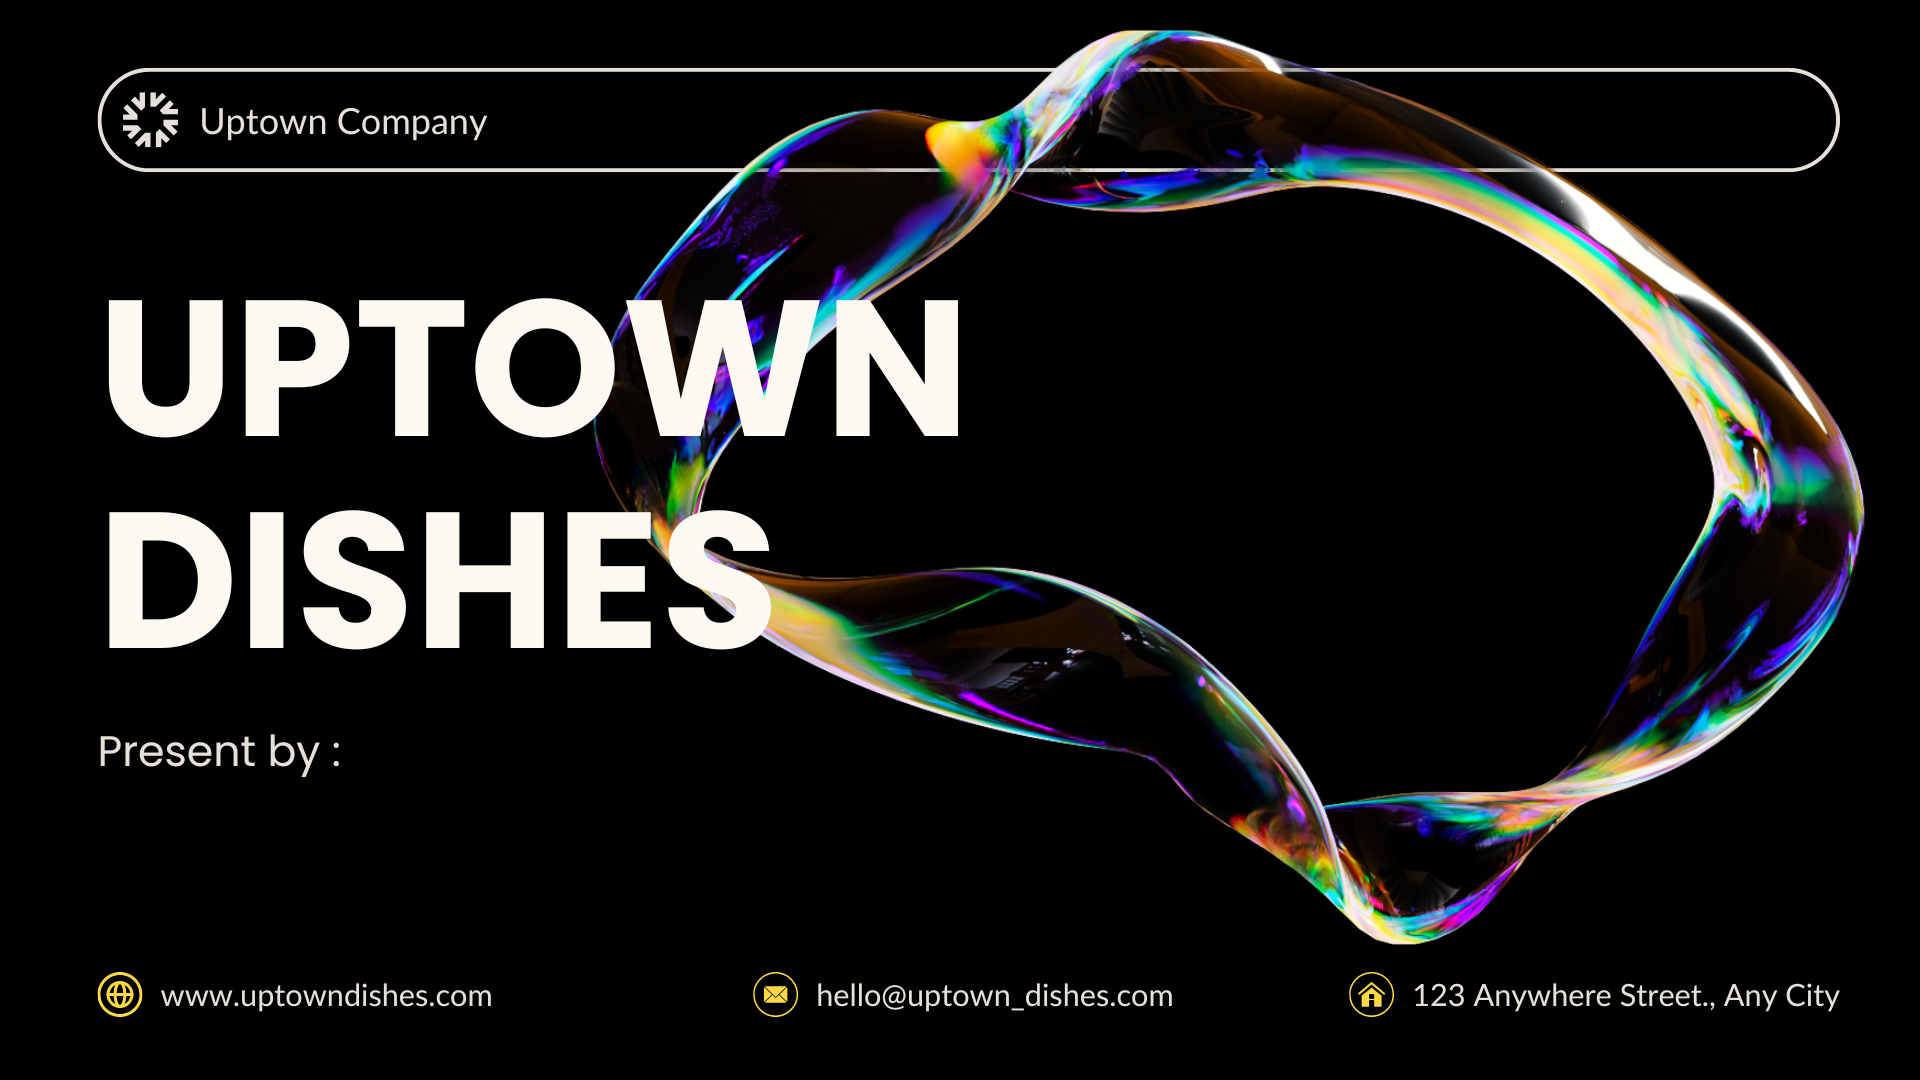 Uptown Company
UPTOWN
DISHES
Present by :
www.uptowndishes.com
hello@uptown_dishes.com
123 Anywhere Street., Any City